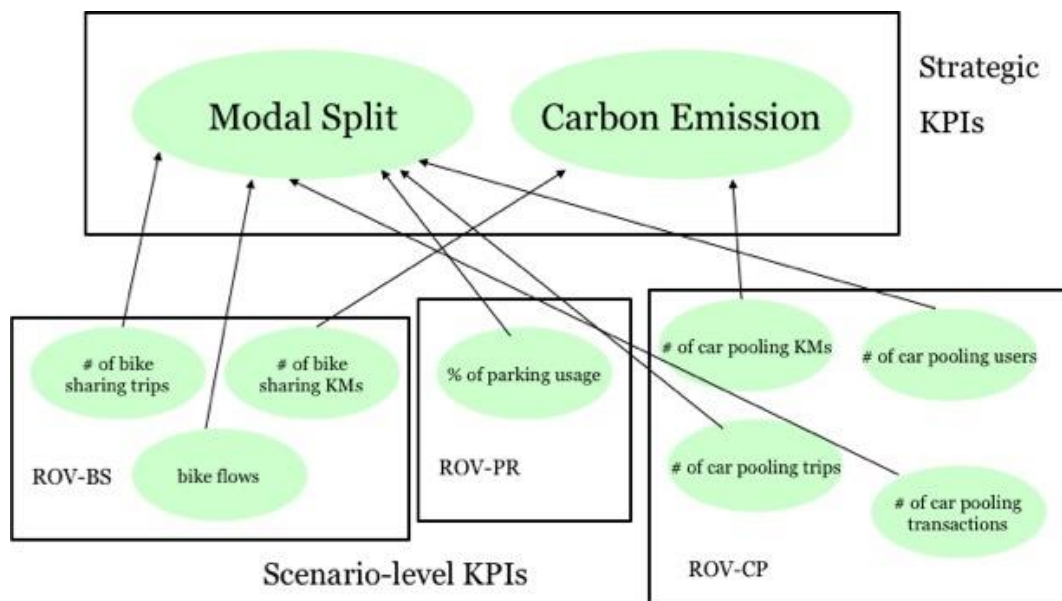 Modal Split
Carbon Emission
Strategic
KPIs
# of bike
sharing trips
# of bike
sharing KMs
bike flows
ROV-BS
% of parking usage
ROV-PR
# of car pooling KMs
# of car pooling users
# of car pooling trips
# of car pooling
transactions
ROV-CP
Scenario-level KPIs